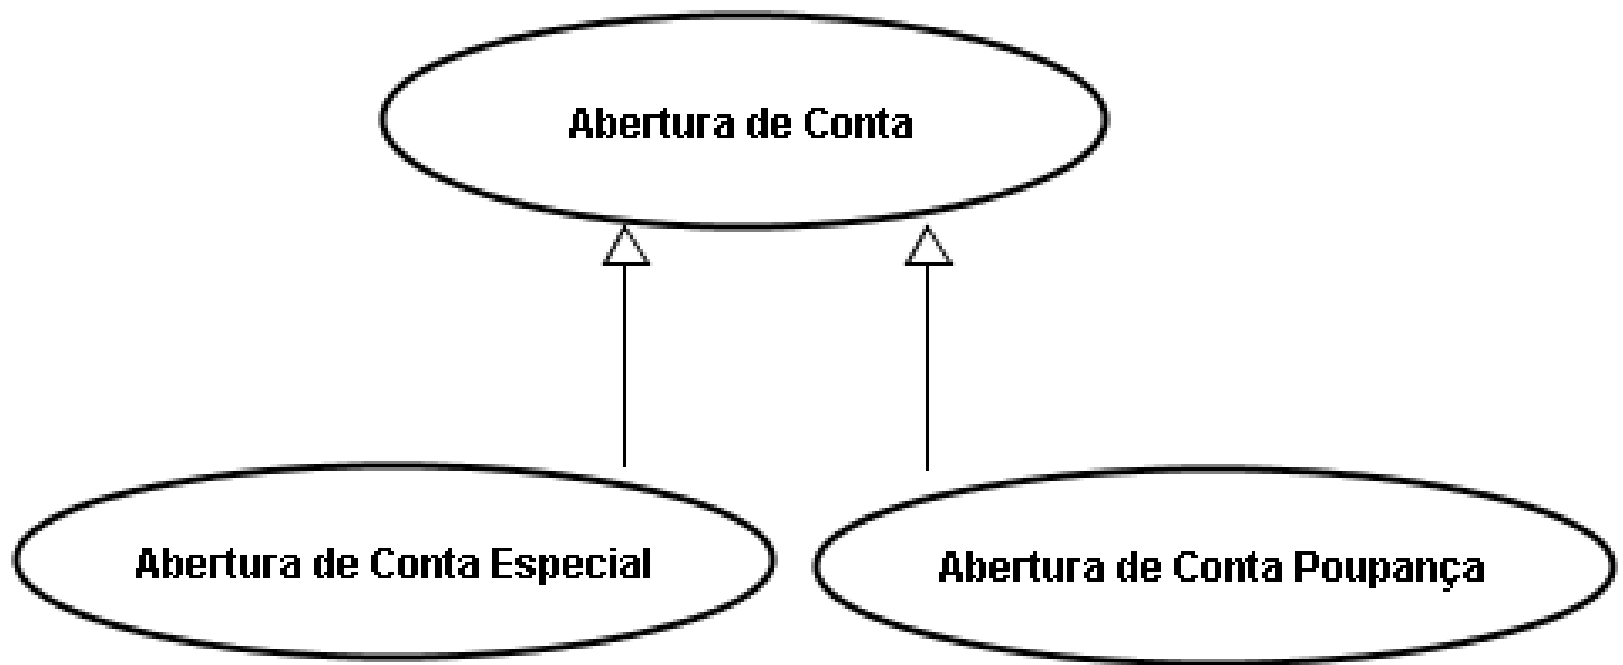 Abertura de Conta
Abertura de Conta Especial
Abertura de Conta Poupança